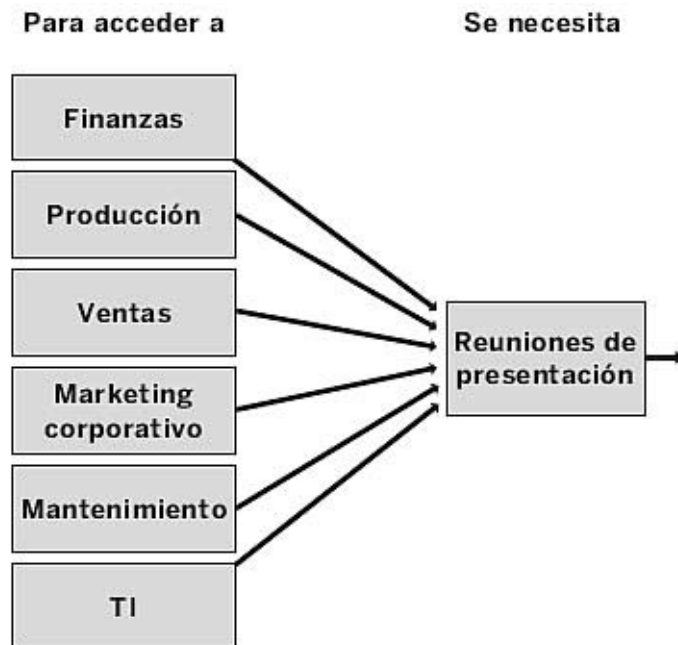 Para acceder a
Se necesita
Finanzas
Producción
Ventas
Marketing
corporativo
Mantenimiento
TI
Reuniones de
presentación